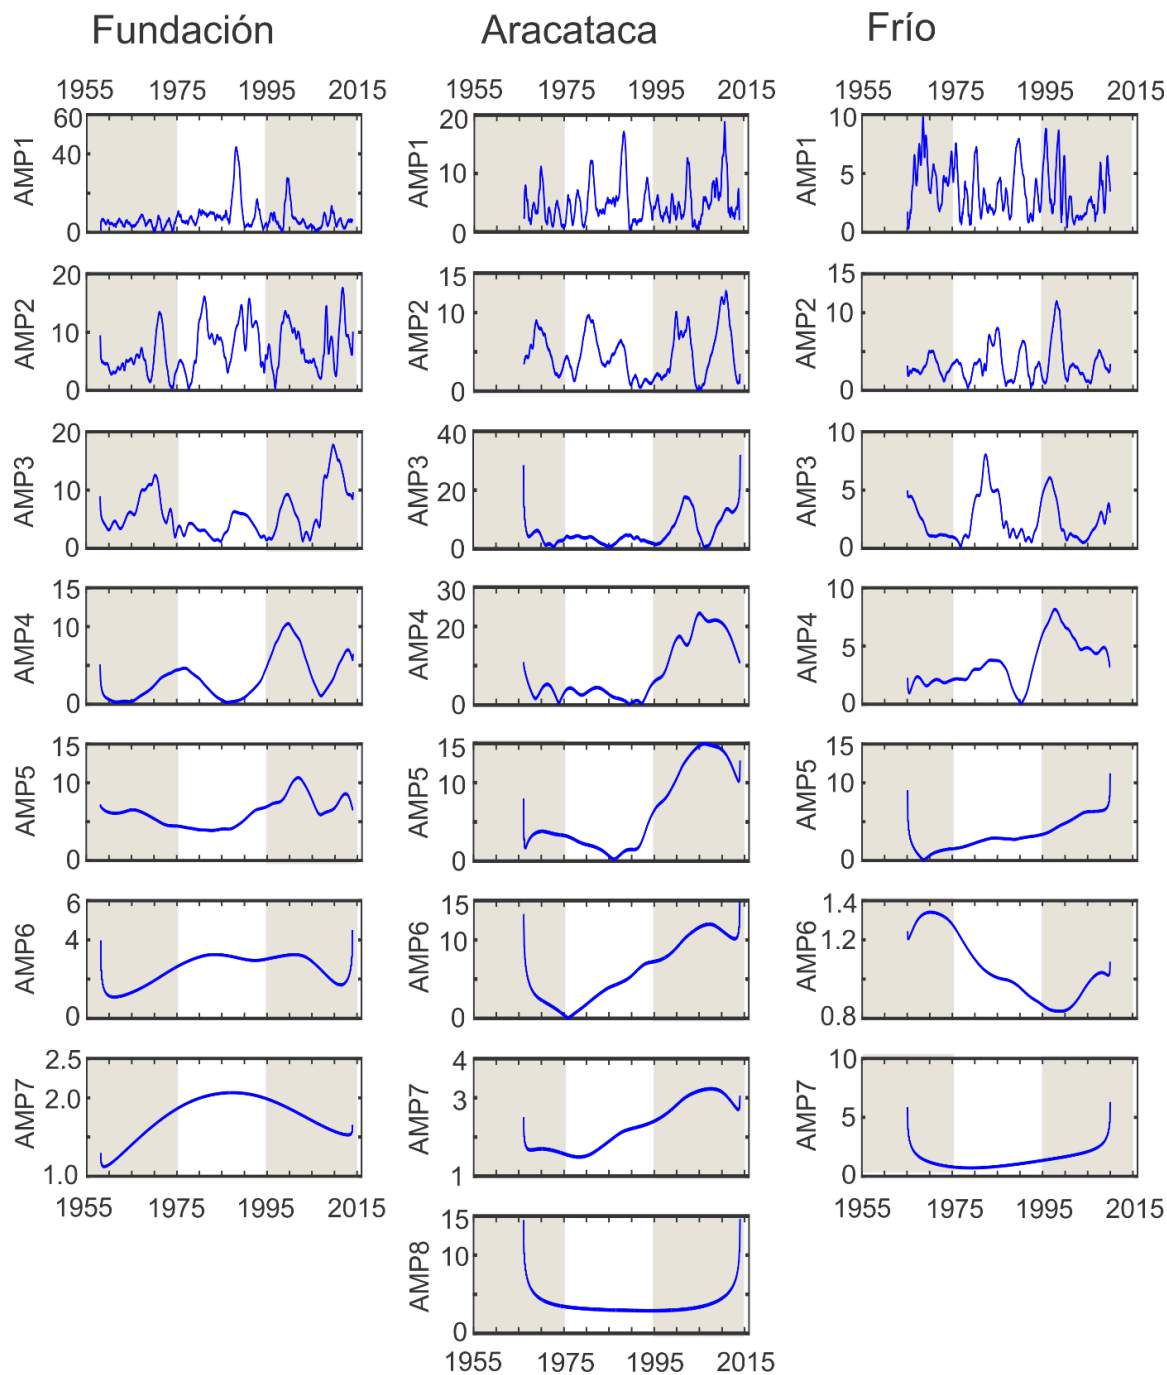 Fundación Aracataca Frío
1955 1975 1995 2015 1955 1975 1995 2015 1955 1975 1995 2015
AMP1 60 40 0 AMP1 20 10 0 AMP1 10 5 0
AMP2 20 10 0 AMP2 15 10 0 AMP2 15 10 0
AMP3 20 10 0 AMP3 40 20 0 AMP3 10 5 0
AMP4 15 10 0 AMP4 30 20 0 AMP4 10 5 0
AMP5 15 10 0 AMP5 15 10 0 AMP5 15 10 0
AMP6 6 4 0 AMP6 15 10 0 AMP6 1.4 1.2 0.8
AMP7 2.5 2.0 1.0 AMP7 4 3 1 AMP7 10 5 0
1955 1975 1995 2015 1955 1975 1995 2015
AMP8 15 10 0
1955 1975 1995 2015